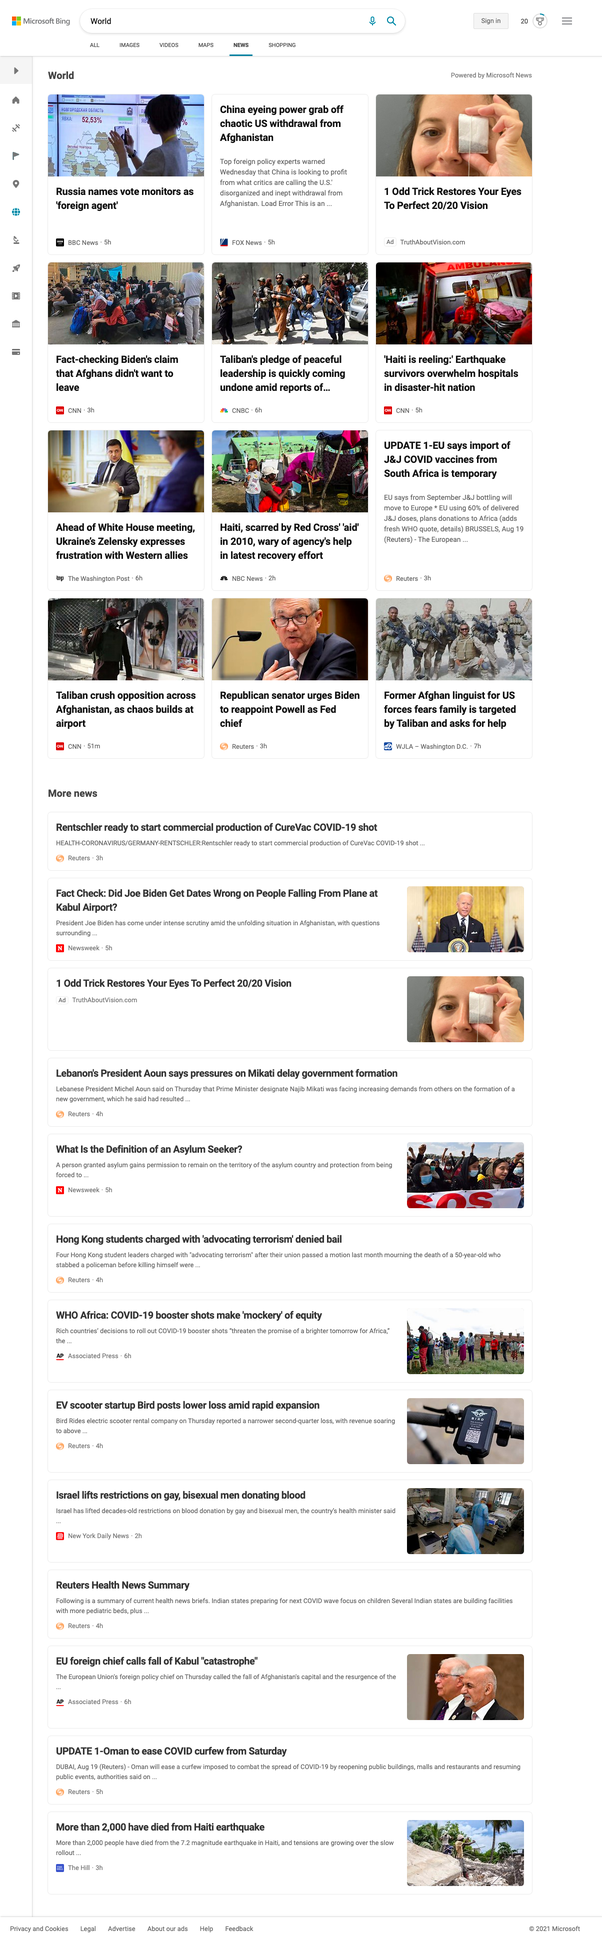 Microsoft Bing
World
Sign in
20
ALL IMAGES VIDEOS MAPS NEWS SHOPPING
World
Powered by Microsoft News
52,53%
Russia names vote monitors as
'foreign agent'
BBC News · 5h
China eyeing power grab off
chaotic US withdrawal from
Afghanistan
Top foreign policy experts warned
Wednesday that China is looking to profit
from what critics are calling the U.S.'
disorganized and inept withdrawal from
Afghanistan. Load Error This is an ...
FOX News · 5h
1 Odd Trick Restores Your Eyes
To Perfect 20/20 Vision
Ad TruthAboutVision.com
Fact-checking Biden's claim
that Afghans didn't want to
leave
CNN · 3h
Taliban's pledge of peaceful
leadership is quickly coming
undone amid reports of...
CNBC · 6h
AMBULANCE
'Haiti is reeling:' Earthquake
survivors overwhelm hospitals
in disaster-hit nation
CNN · 5h
Ahead of White House meeting,
Ukraine's Zelensky expresses
frustration with Western allies
wp The Washington Post · 6h
Haiti, scarred by Red Cross' 'aid'
in 2010, wary of agency's help
in latest recovery effort
NBC News · 2h
UPDATE 1-EU says import of
J&J COVID vaccines from
South Africa is temporary
EU says from September J&J bottling will
move to Europe * EU using 60% of delivered
J&J doses, plans donations to Africa (adds
fresh WHO quote, details) BRUSSELS, Aug 19
(Reuters) - The European ...
Reuters · 3h
Taliban crush opposition across
Afghanistan, as chaos builds at
airport
CNN · 51m
Republican senator urges Biden
to reappoint Powell as Fed
chief
Reuters · 3h
Former Afghan linguist for US
forces fears family is targeted
by Taliban and asks for help
WJLA – Washington D.C. · 7h
More news
Rentschler ready to start commercial production of CureVac COVID-19 shot
HEALTH-CORONAVIRUS/GERMANY-RENTSCHLER:Rentschler ready to start commercial production of CureVac COVID-19 shot ...
Reuters · 3h
Fact Check: Did Joe Biden Get Dates Wrong on People Falling From Plane at
Kabul Airport?
President Joe Biden has come under intense scrutiny amid the unfolding situation in Afghanistan, with questions
surrounding ...
N Newsweek · 5h
1 Odd Trick Restores Your Eyes To Perfect 20/20 Vision
Ad TruthAboutVision.com
Lebanon's President Aoun says pressures on Mikati delay government formation
Lebanese President Michel Aoun said on Thursday that Prime Minister designate Najib Mikati was facing increasing demands from others on the formation of a
new government, which he said had resulted ...
Reuters · 4h
What Is the Definition of an Asylum Seeker?
A person granted asylum gains permission to remain on the territory of the asylum country and protection from being
forced to ...
N Newsweek · 5h
SOS
Hong Kong students charged with 'advocating terrorism' denied bail
Four Hong Kong student leaders charged with "advocating terrorism" after their union passed a motion last month mourning the death of a 50-year-old who
stabbed a policeman before killing himself were ...
Reuters · 4h
WHO Africa: COVID-19 booster shots make 'mockery' of equity
Rich countries' decisions to roll out COVID-19 booster shots "threaten the promise of a brighter tomorrow for Africa,"
the ...
AP Associated Press · 6h
EV scooter startup Bird posts lower loss amid rapid expansion
Bird Rides electric scooter rental company on Thursday reported a narrower second-quarter loss, with revenue soaring
to above ...
Reuters · 4h
BIRD
Israel lifts restrictions on gay, bisexual men donating blood
Israel has lifted decades-old restrictions on blood donation by gay and bisexual men, the country's health minister said
...
New York Daily News · 2h
Reuters Health News Summary
Following is a summary of current health news briefs. Indian states preparing for next COVID wave focus on children Several Indian states are building facilities
with more pediatric beds, plus ...
Reuters · 4h
EU foreign chief calls fall of Kabul "catastrophe"
The European Union's foreign policy chief on Thursday called the fall of Afghanistan's capital and the resurgence of the
...
AP Associated Press · 6h
UPDATE 1-Oman to ease COVID curfew from Saturday
DUBAI, Aug 19 (Reuters) - Oman will ease a curfew imposed to combat the spread of COVID-19 by reopening public buildings, malls and restaurants and resuming
public events, authorities said on ...
Reuters · 5h
More than 2,000 have died from Haiti earthquake
More than 2,000 people have died from the 7.2 magnitude earthquake in Haiti, and tensions are growing over the slow
rollout ...
The Hill · 3h
Privacy and Cookies Legal Advertise About our ads Help Feedback © 2021 Microsoft